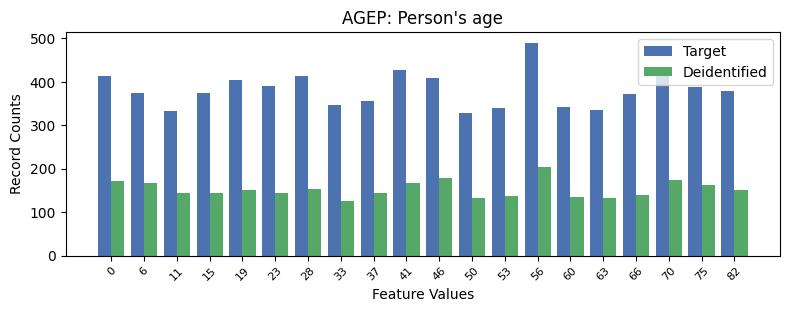 AGEP: Person's age
500
400
300
200
100
0
Record Counts
Target
Deidentified
0 6 11 15 19 23 28 33 37 41 46 50 53 56 60 63 66 70 75 82
Feature Values